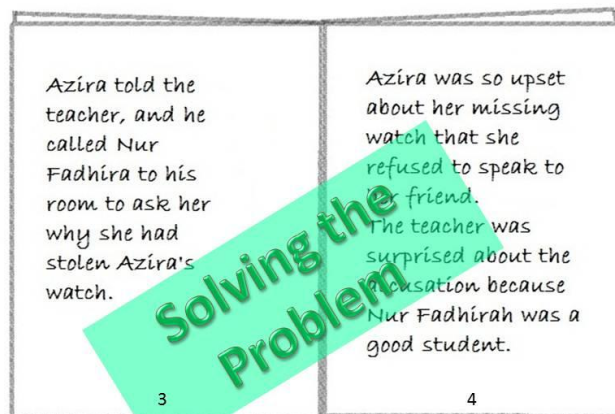 Azira told the
teacher, and he
called Nur
Fadhira to his
room to ask her
why she had
stolen Azira's
watch.
3
Azira was so upset
about her missing
watch that she
refused to speak to
her friend.
The teacher was
surprised about the
accusation because
Nur Fadhirah was a
good student.
4
Solving the
Problem